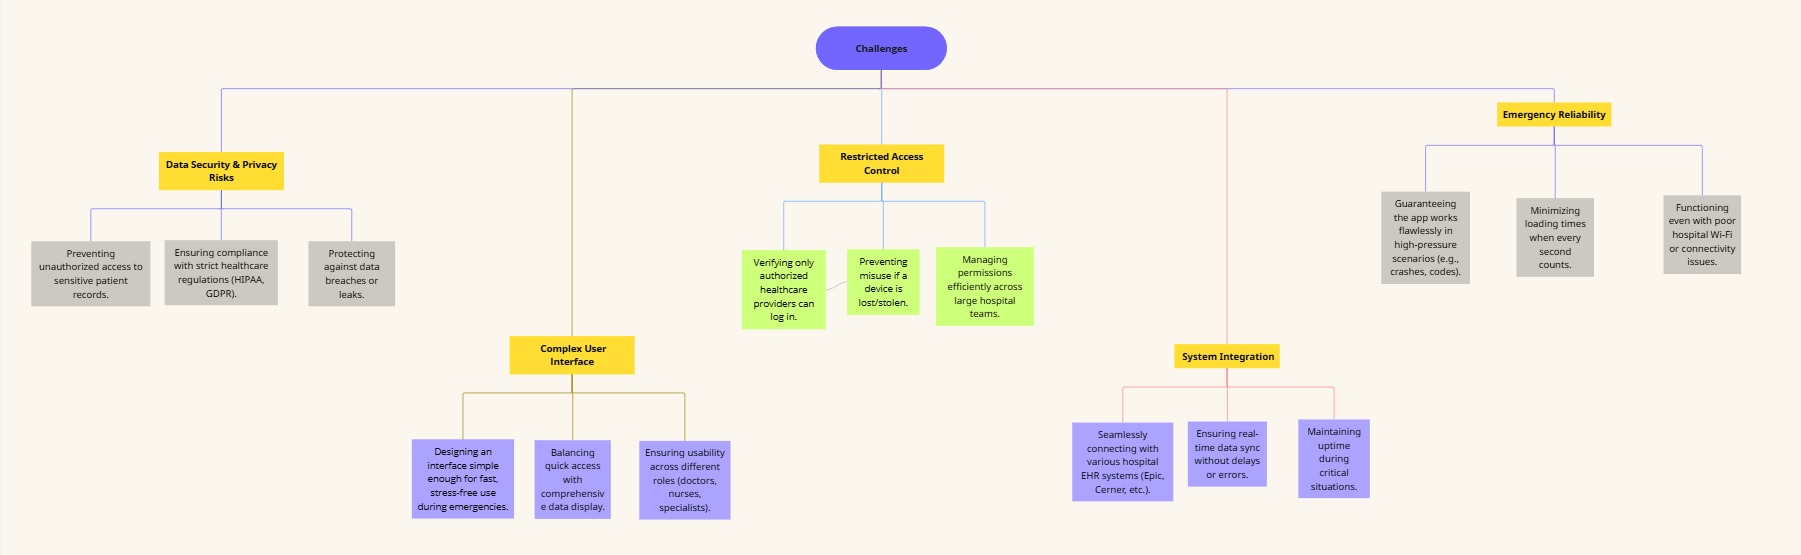 Challenges
Emergency Reliability
Data Security & Privacy
Risks
Restricted Access
Control
Guaranteeing
the app works
flawlessly in
high-pressure
scenarios (e.g.,
crashes, codes).
Minimizing
loading times
when every
second
counts.
Functioning
even with poor
hospital Wi-Fi
or connectivity
issues.
Preventing
unauthorized access to
sensitive patient
records.
Ensuring compliance
with strict healthcare
regulations (HIPAA,
GDPR).
Protecting
against data
breaches or
leaks.
Verifying only
authorized
healthcare
providers can
log in.
Preventing
misuse if a
device is
lost/stolen.
Managing
permissions
efficiently across
large hospital
teams.
Complex User
Interface
System Integration
Designing an
interface simple
enough for fast,
stress-free use
during emergencies.
Balancing
quick access
with
comprehensiv
e data display.
Ensuring usability
across different
roles (doctors,
nurses,
specialists).
Seamlessly
connecting with
various hospital
EHR systems (Epic,
Cerner, etc.).
Ensuring real-
time data sync
without delays
or errors.
Maintaining
uptime
during
critical
situations.